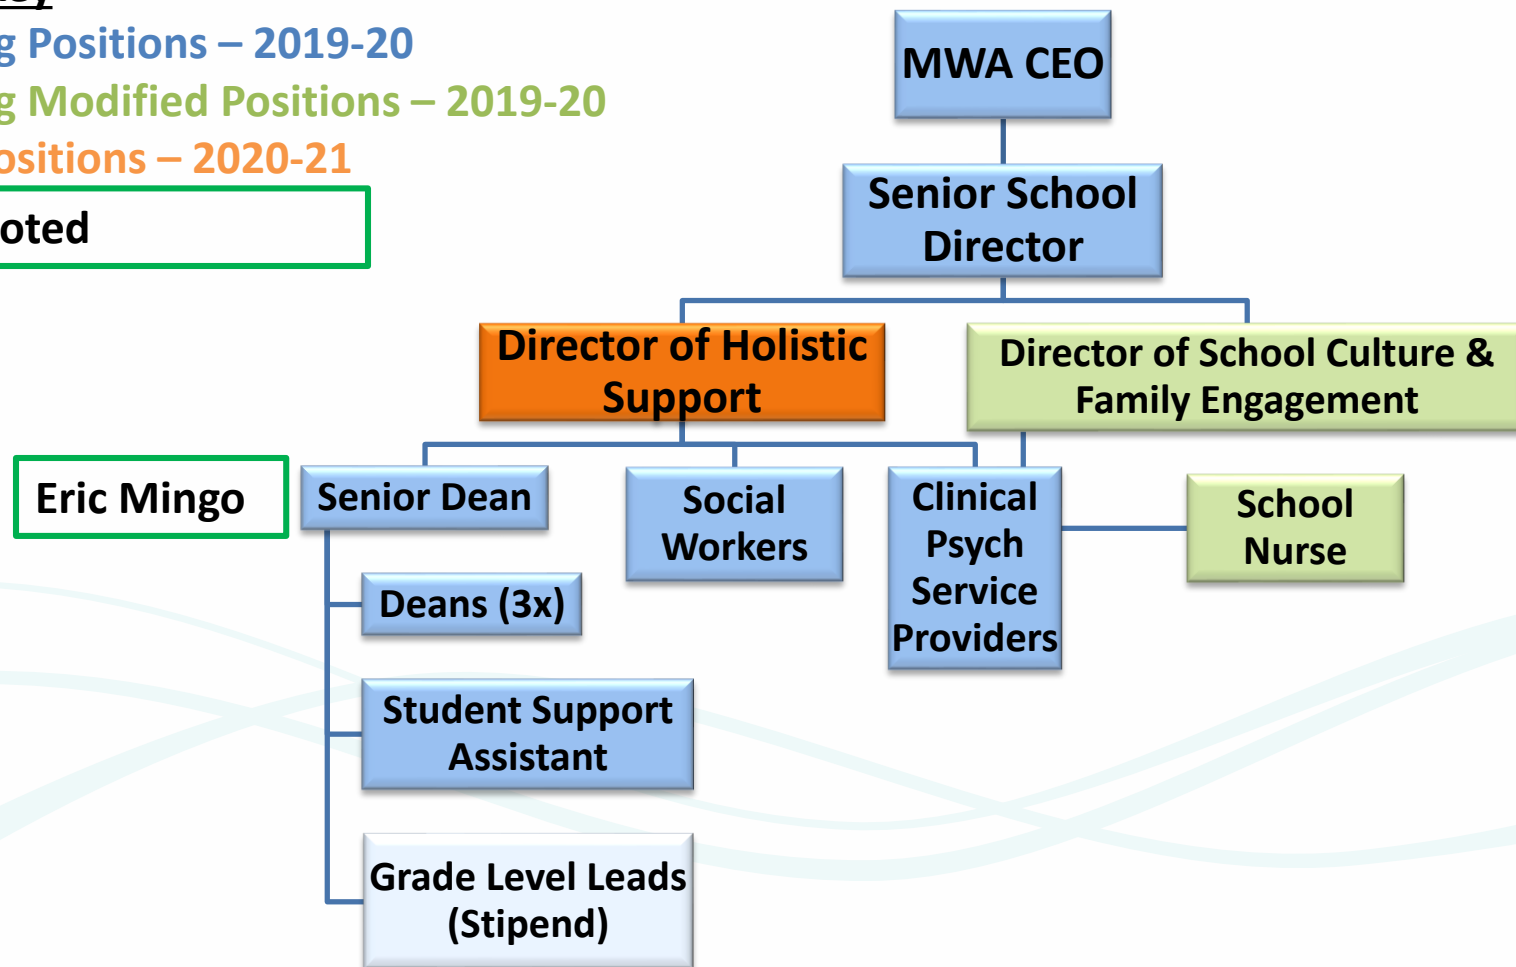 g Positions – 2019-20
g Modified Positions – 2019-20
ositions – 2020-21
oted
MWA CEO
Senior School
Director
Director of Holistic
Support
Director of School Culture &
Family Engagement
Eric Mingo
Senior Dean
Social
Workers
Clinical
Psych
Service
Providers
School
Nurse
Deans (3x)
Student Support
Assistant
Grade Level Leads
(Stipend)